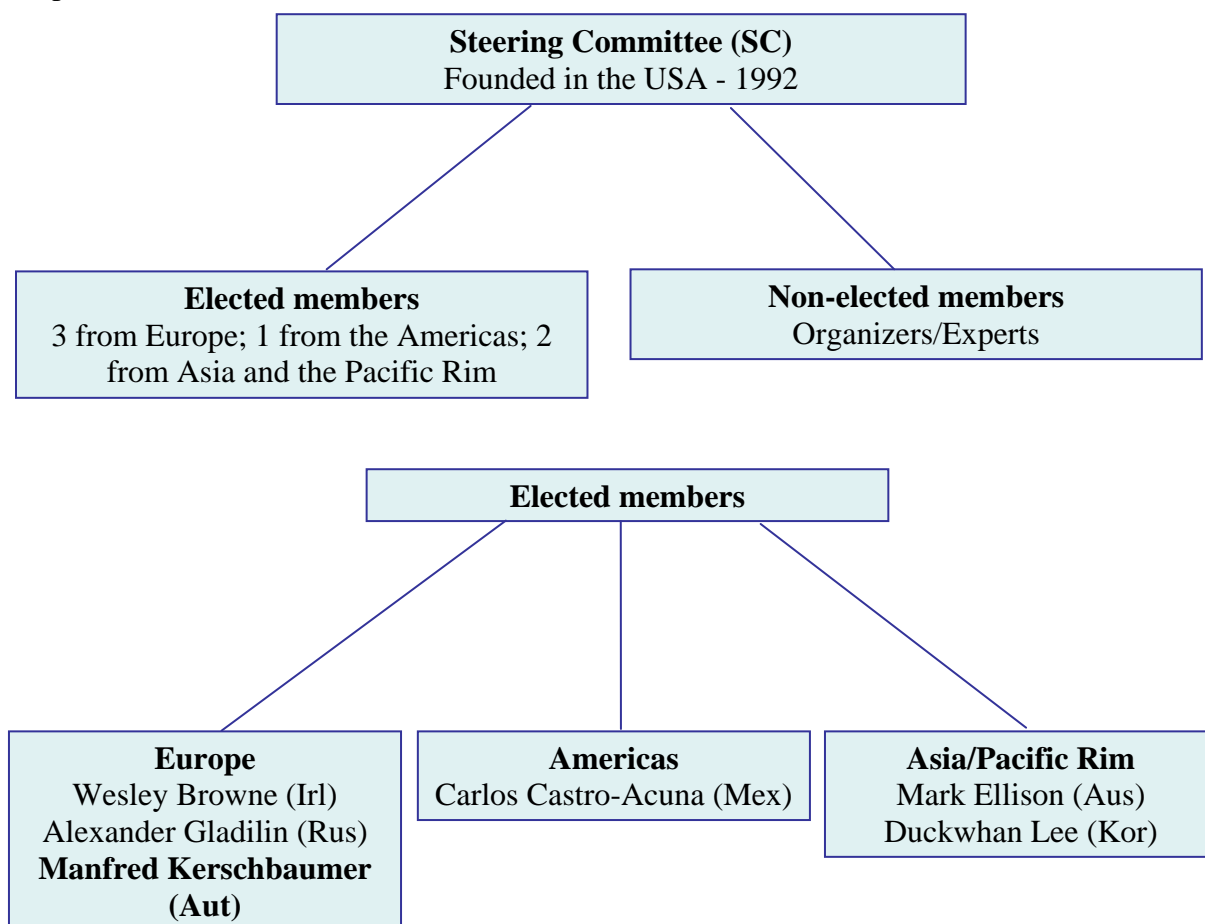 Steering Committee (SC)
Founded in the USA - 1992
Elected members
3 from Europe; 1 from the Americas; 2
from Asia and the Pacific Rim
Non-elected members
Organizers/Experts
Elected members
Europe
Wesley Browne (Irl)
Alexander Gladilin (Rus)
Manfred Kerschbaumer
(Aut)
Americas
Carlos Castro-Acuna (Mex)
Asia/Pacific Rim
Mark Ellison (Aus)
Duckwhan Lee (Kor)